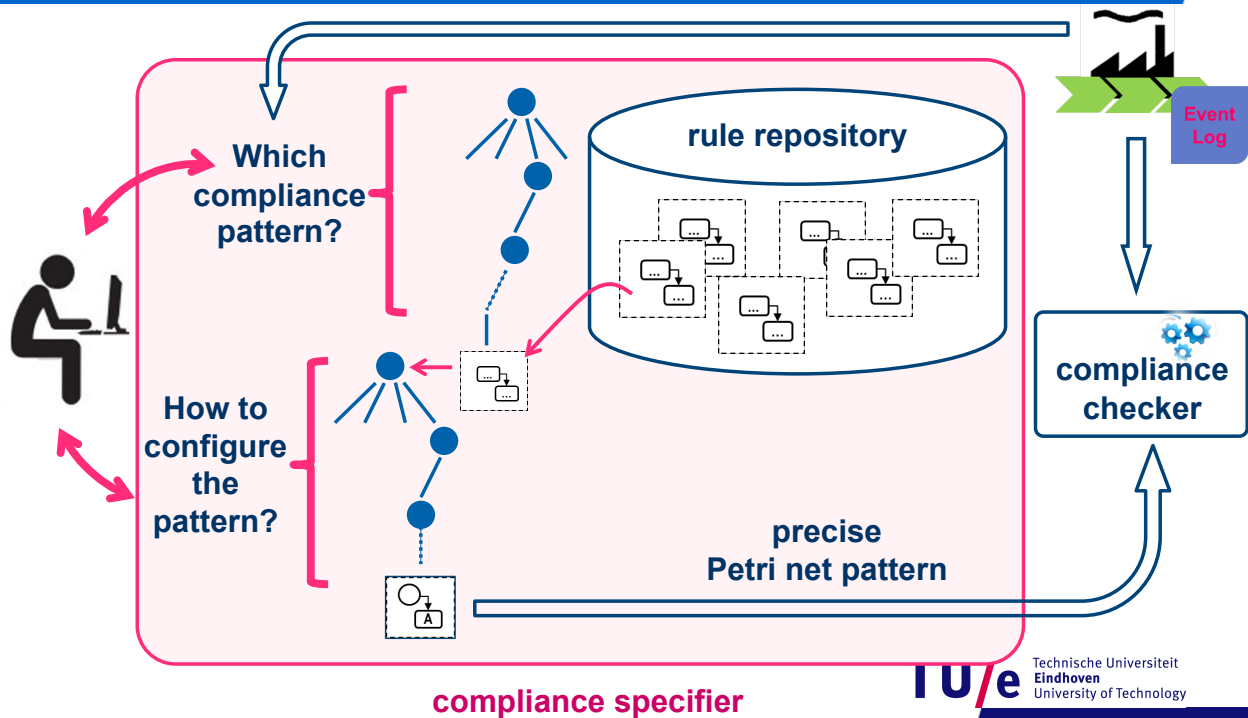 Event
Log
rule repository
Which
compliance
pattern?
...
...
...
...
...
...
...
...
...
...
...
...
...
...
compliance
checker
How to
configure
the
pattern?
precise
Petri net pattern
A
TU/e
Technische Universiteit
Eindhoven
University of Technology
compliance specifier